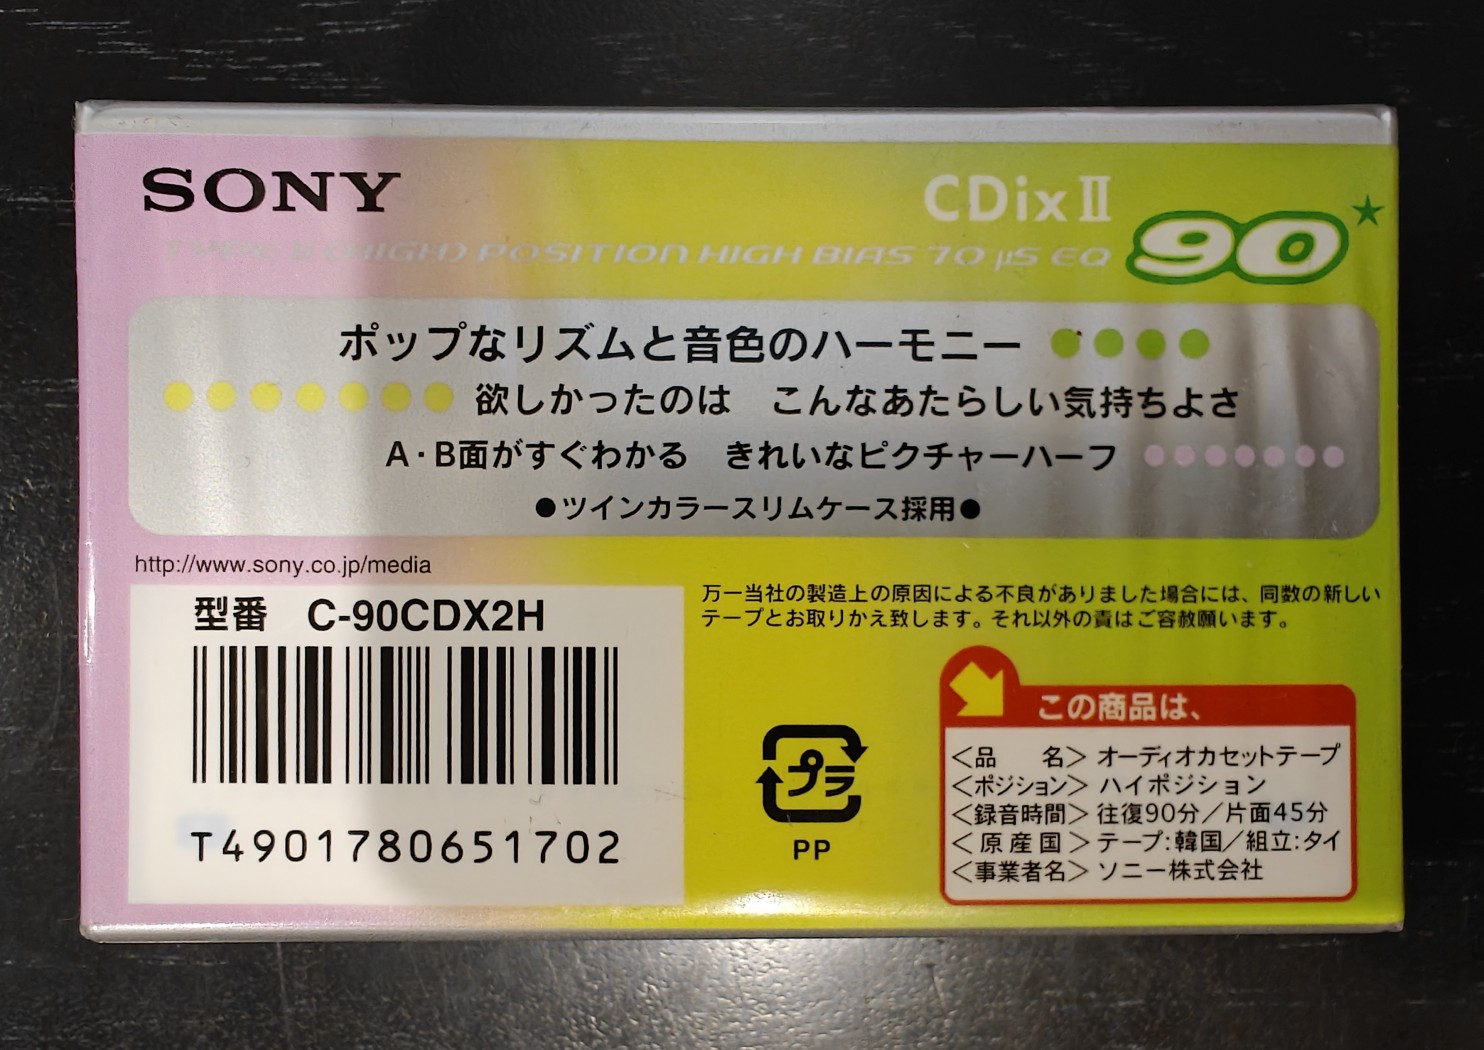 SONY
CDix II
90
TYPE II (HIGH) POSITION HIGH BIAS 70 μS EQ
ポップなリズムと音色のハーモニー
欲しかったのは こんなあたらしい気持ちよさ
A・B面がすぐわかる きれいなピクチャーハーフ
●ツインカラースリムケース採用●
http://www.sony.co.jp/media
型番 C-90CDX2H
T4901780651702
万一当社の製造上の原因による不良がありました場合には、同数の新しい
テープとお取りかえ致します。それ以外の責はご容赦願います。
プラ
PP
この商品は、
<品 名> オーディオカセットテープ
<ポジション> ハイポジション
<録音時間> 往復90分/片面45分
<原産国> テープ:韓国/組立:タイ
<事業者名> ソニー株式会社